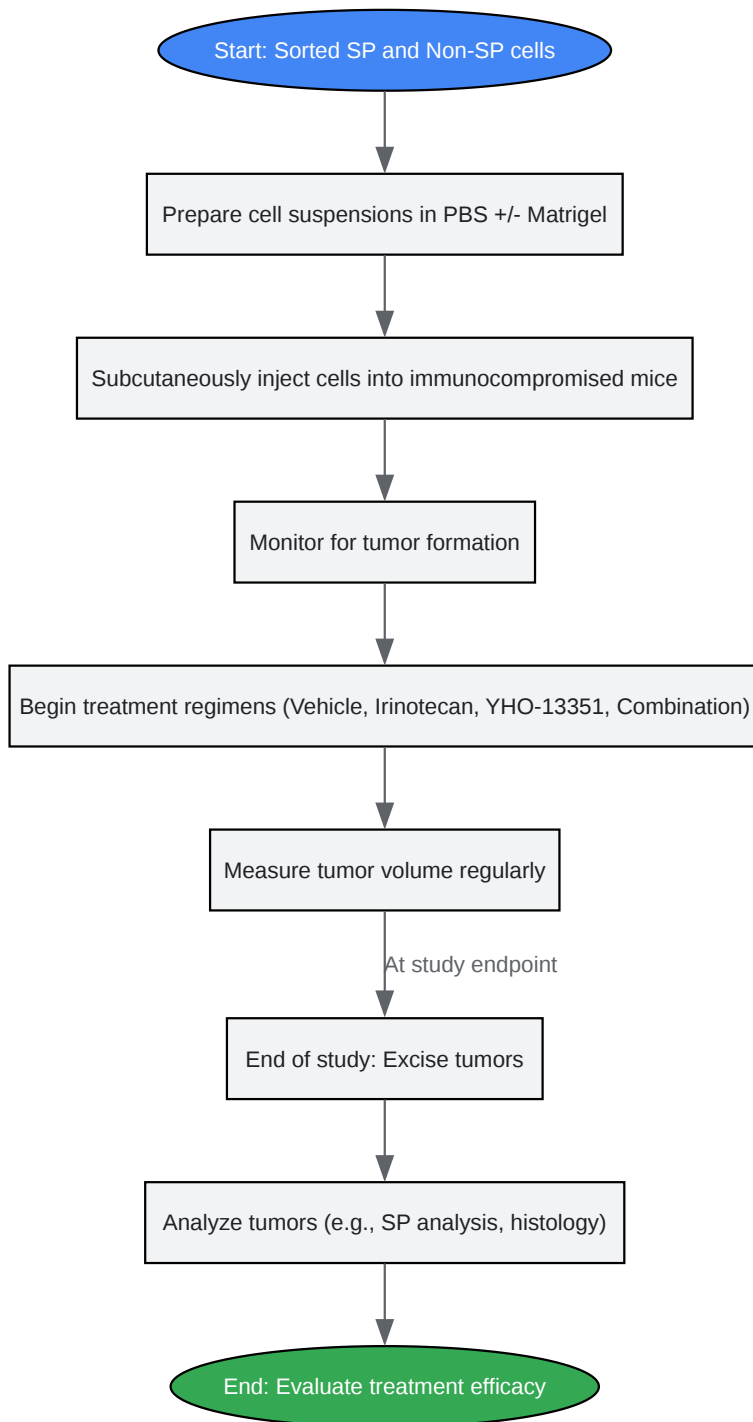 Start: Sorted SP and Non-SP cells
Prepare cell suspensions in PBS +/- Matrigel
Subcutaneously inject cells into immunocompromised mice
Monitor for tumor formation
Begin treatment regimens (Vehicle, Irinotecan, YHO-13351, Combination)
Measure tumor volume regularly
At study endpoint
End of study: Excise tumors
Analyze tumors (e.g., SP analysis, histology)
End: Evaluate treatment efficacy